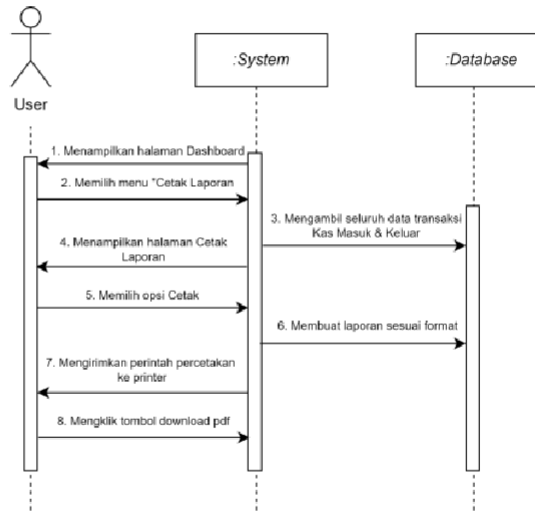 :System
:Database
User
1. Menampilkan halaman Dashboard
2. Memilih menu "Cetak Laporan
3. Mengambil seluruh data transaksi
Kas Masuk & Keluar
4. Menampilkan halaman Cetak
Laporan
5. Memilih opsi Cetak
6. Membuat laporan sesuai format
7. Mengirimkan perintah percetakan
ke printer
8. Mengklik tombol download pdf